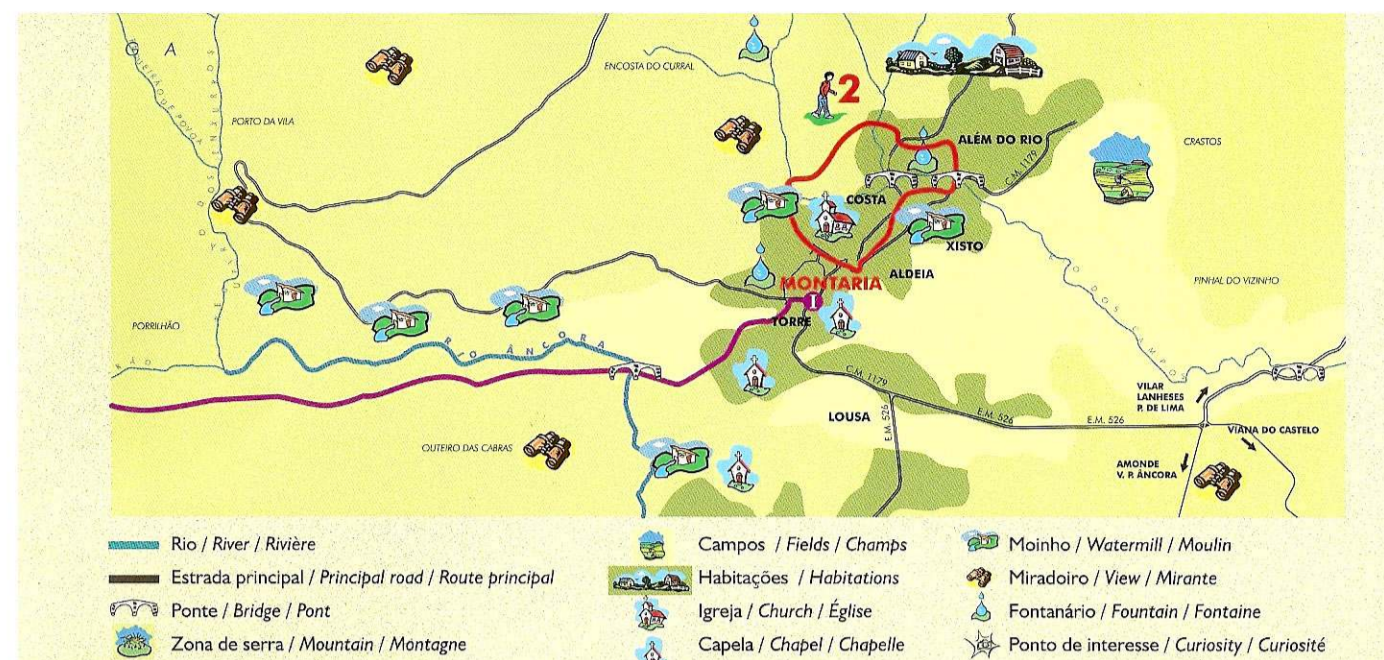 A
PORTO DA VILA
ENCOSTA DO CURRAL
2
ALÉM DO RIO
C.M. 1179
CRASTOS
COSTA
XISTO
ALDEIA
MONTARIA
1
TORRE
PINHAL DO VIZINHO
PORRILHÃO
RIO ÂNCORA
C.M. 1179
VILAR
LANHESES
P. DE LIMA
LOUSA
E.M. 526
E.M. 526
E.M. 526
VIANA DO CASTELO
OUTEIRO DAS CABRAS
AMONDE
V. P. ÂNCORA
Rio / River / Rivière
Estrada principal / Principal road / Route principal
Ponte / Bridge / Pont
Zona de serra / Mountain / Montagne
Campos / Fields / Champs
Habitações / Habitations
Igreja / Church / Église
Capela / Chapel / Chapelle
Moinho / Watermill / Moulin
Miradoiro / View / Mirante
Fontanário / Fountain / Fontaine
Ponto de interesse / Curiosity / Curiosité